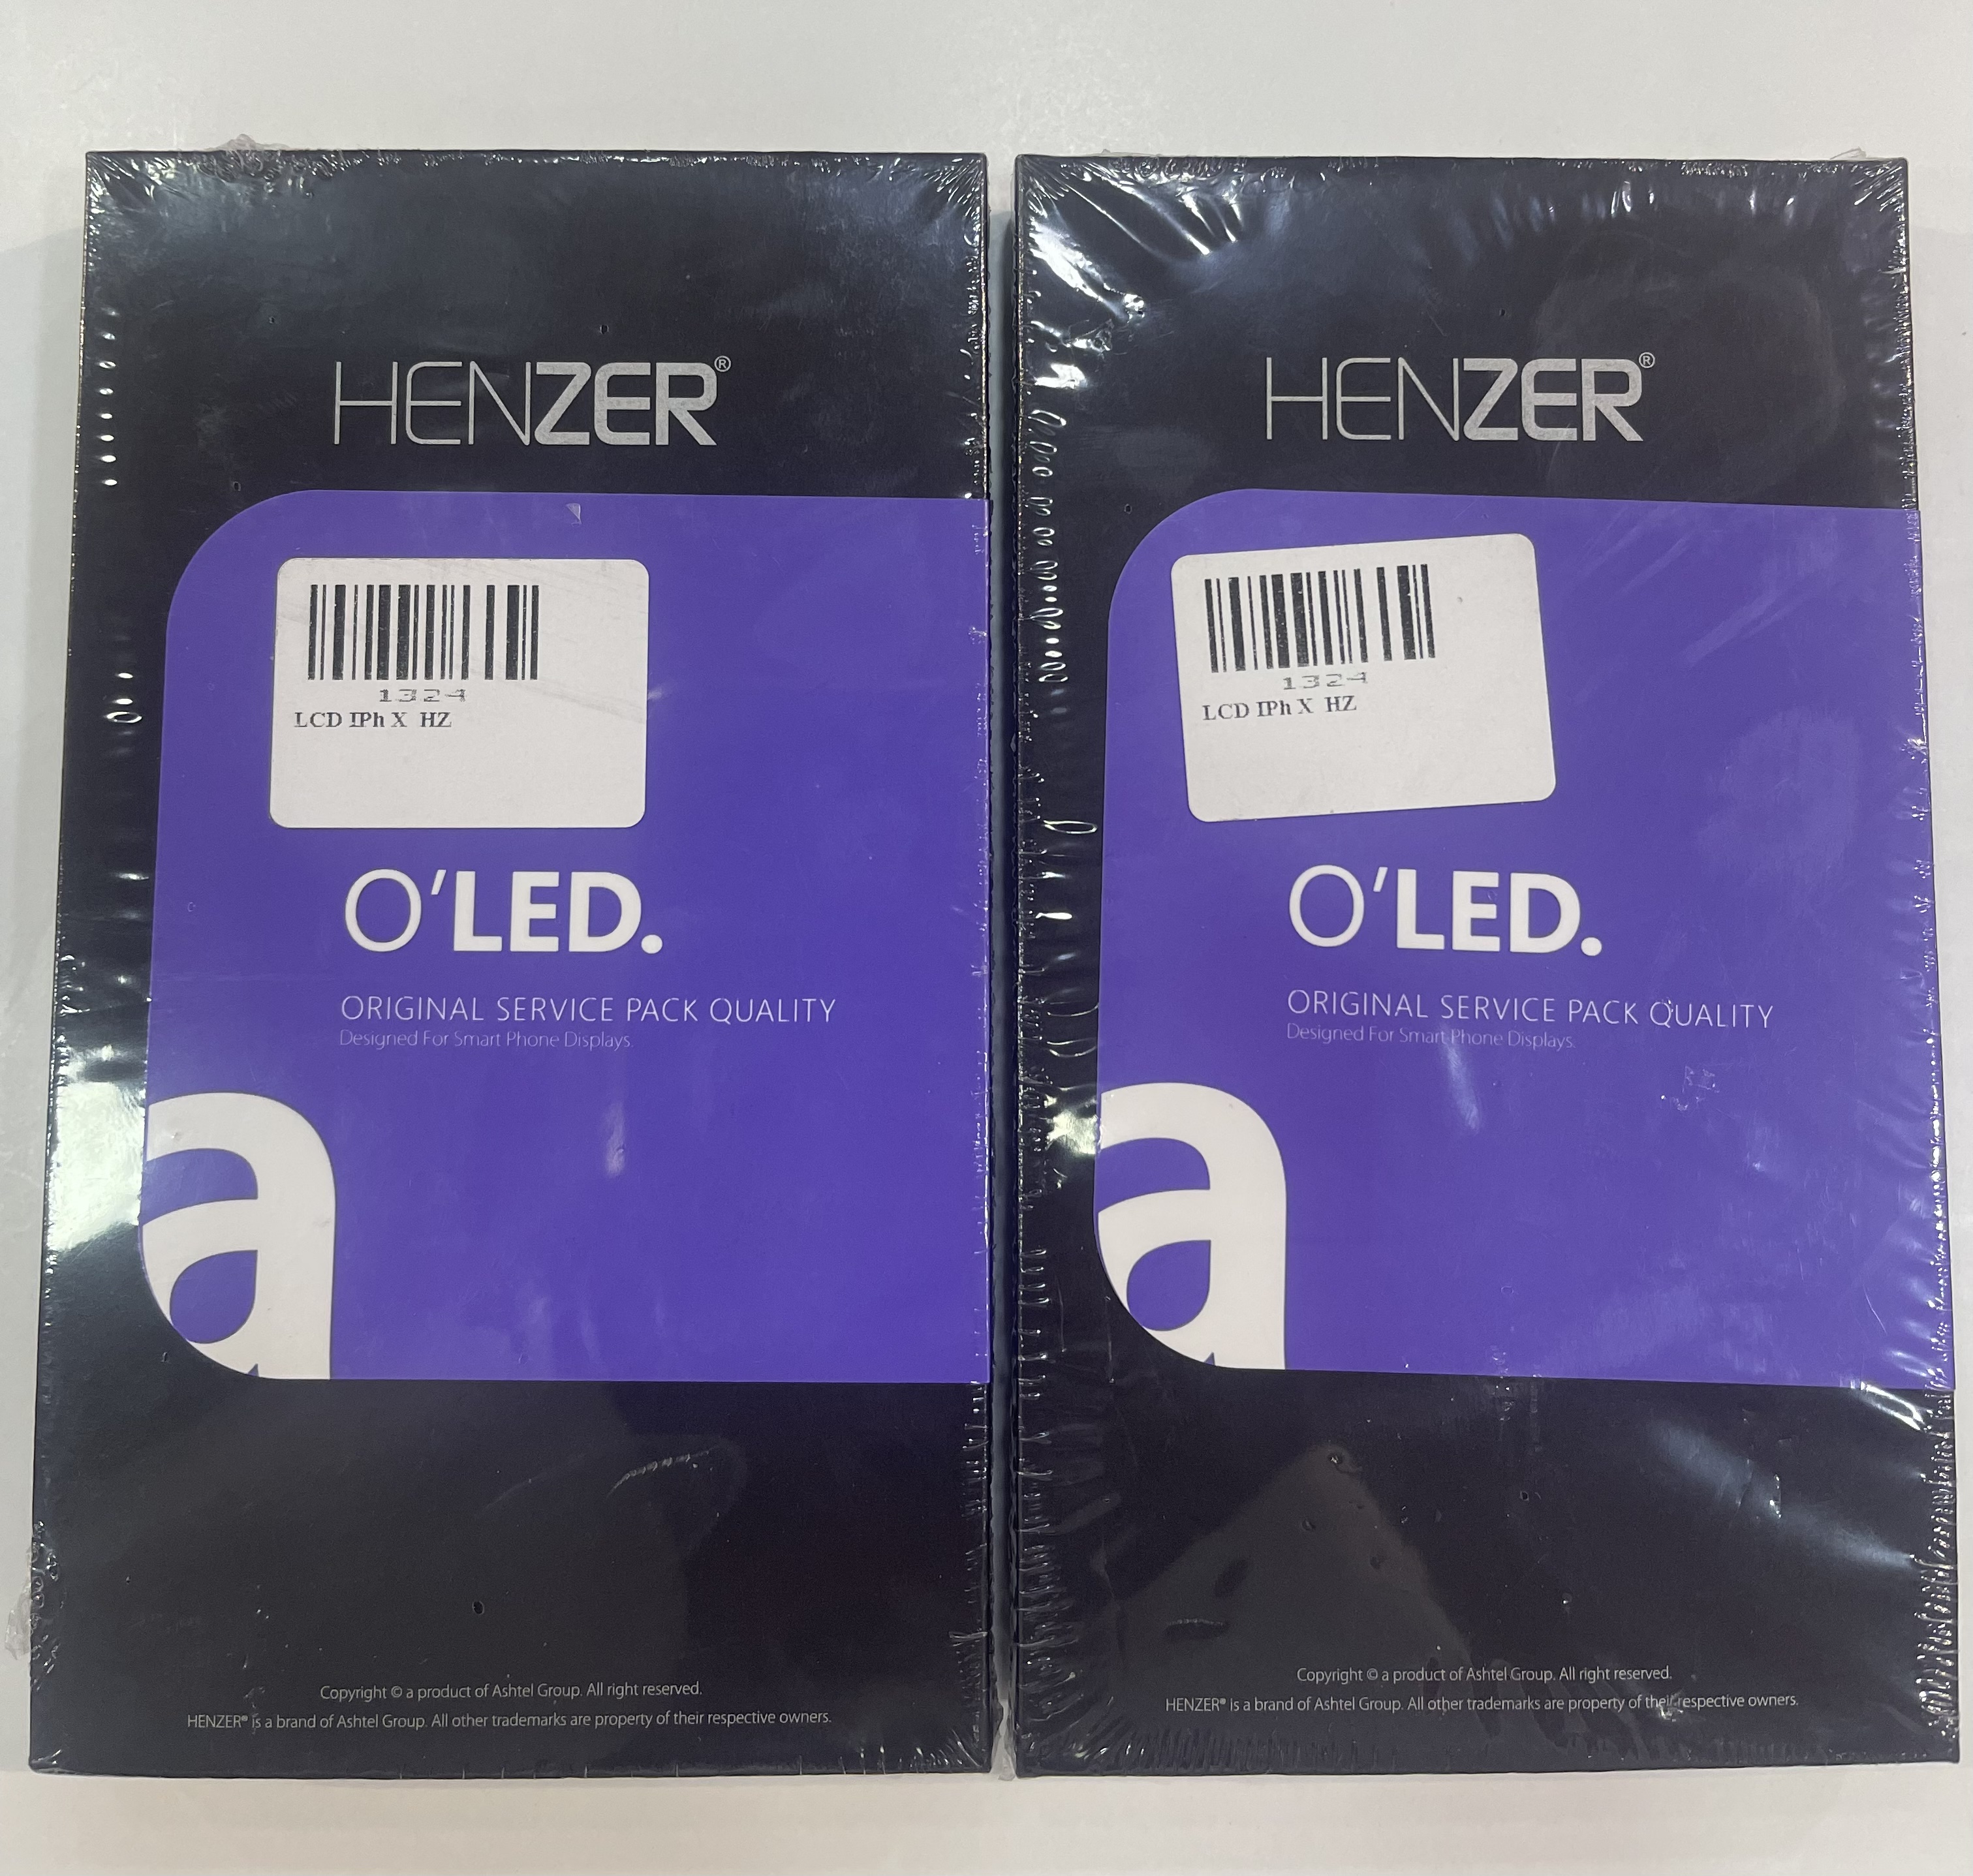 HENZER®
1324
LCD IPh X HZ
O'LED.
ORIGINAL SERVICE PACK QUALITY
Designed For Smart Phone Displays.
a
Copyright © a product of Ashtel Group. All right reserved.
HENZER® is a brand of Ashtel Group. All other trademarks are property of their respective owners.
HENZER®
1324
LCD IPh X HZ
O'LED.
ORIGINAL SERVICE PACK QUALITY
Designed For Smart Phone Displays.
a
Copyright © a product of Ashtel Group. All right reserved.
HENZER® is a brand of Ashtel Group. All other trademarks are property of their respective owners.